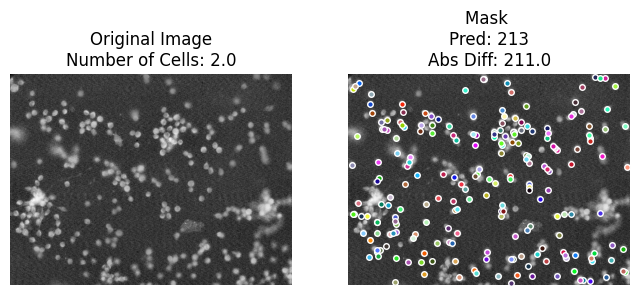 Original Image
Number of Cells: 2.0
Mask
Pred: 213
Abs Diff: 211.0